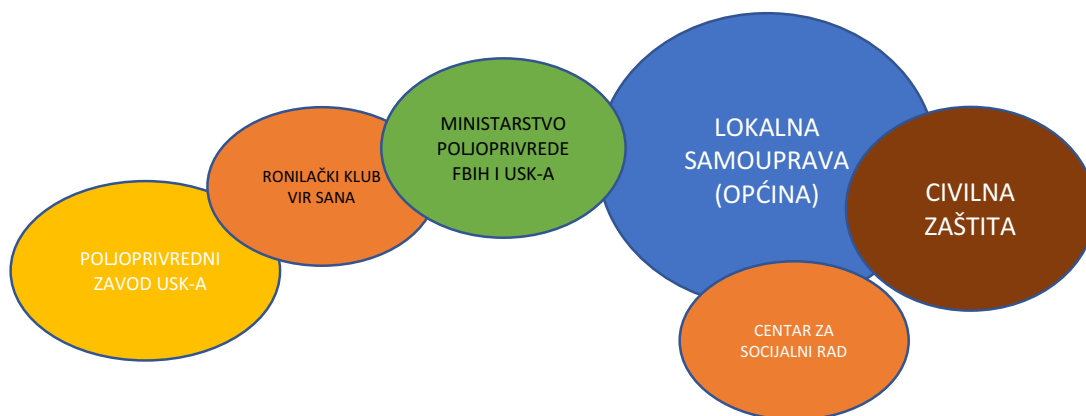 POLJOPRIVREDNI
ZAVOD USK-A
RONILAČKI KLUB
VIR SANA
MINISTARSTVO
POLJOPRIVREDE
FBIH I USK-A
LOKALNA
SAMOUPRAVA
(OPĆINA)
CIVILNA
ZAŠTITA
CENTAR ZA
SOCIJALNI RAD